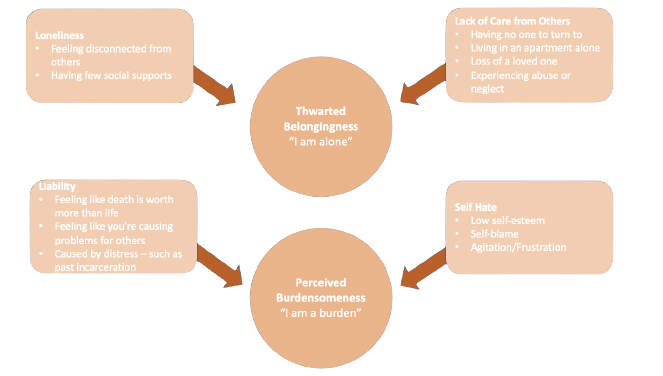 Loneliness
• Feeling disconnected from
others
• Having few social supports
Lack of Care from Others
• Having no one to turn to
• Living in an apartment alone
• Loss of a loved one
• Experiencing abuse or
neglect
Thwarted
Belongingness
“I am alone”
Liability
• Feeling like death is worth
more than life
• Feeling like you're causing
problems for others
• Caused by distress – such as
past incarceration
Self Hate
• Low self-esteem
• Self-blame
• Agitation/Frustration
Perceived
Burdensomeness
“I am a burden”